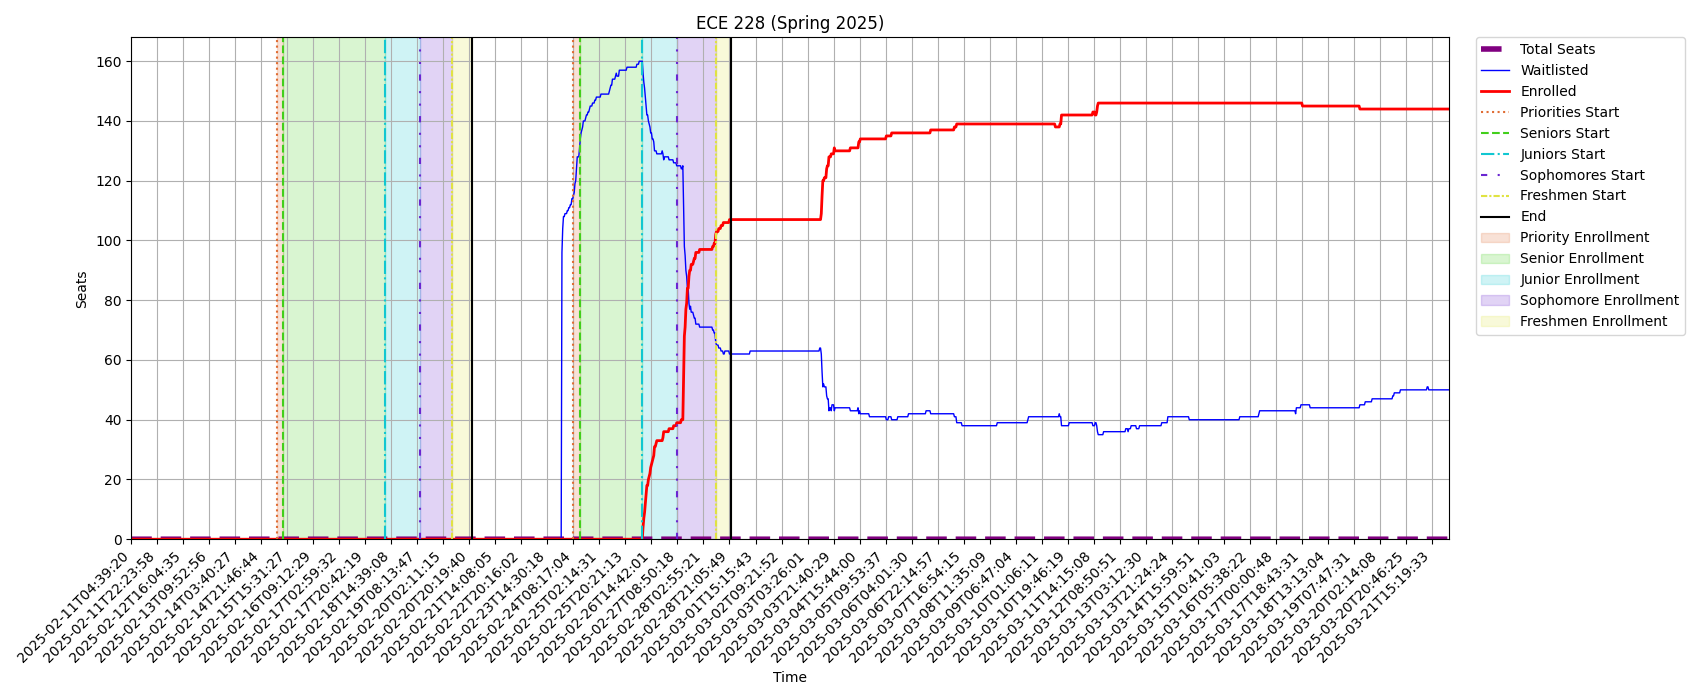 ECE 228 (Spring 2025)
160
140
120
100
80
60
40
20
0
Seats
2025-02-11T04:39:20
2025-02-11T22:23:58
2025-02-12T16:04:35
2025-02-13T09:52:56
2025-02-14T03:40:27
2025-02-14T21:46:44
2025-02-15T15:31:27
2025-02-16T09:12:29
2025-02-17T02:59:32
2025-02-17T20:42:19
2025-02-18T14:39:08
2025-02-19T08:13:47
2025-02-20T02:11:15
2025-02-20T20:19:40
2025-02-21T14:08:05
2025-02-22T20:16:02
2025-02-23T14:30:18
2025-02-24T08:17:04
2025-02-25T02:14:31
2025-02-25T20:21:13
2025-02-26T14:42:01
2025-02-27T08:50:18
2025-02-28T02:55:21
2025-02-28T21:05:49
2025-03-01T15:15:43
2025-03-02T09:21:52
2025-03-03T03:26:01
2025-03-03T21:40:29
2025-03-04T15:44:00
2025-03-05T09:53:37
2025-03-06T04:01:30
2025-03-06T22:14:57
2025-03-07T16:54:15
2025-03-08T11:35:09
2025-03-09T06:47:04
2025-03-10T01:06:11
2025-03-10T19:46:19
2025-03-11T14:15:08
2025-03-12T08:50:51
2025-03-13T03:12:30
2025-03-13T21:24:24
2025-03-14T15:59:51
2025-03-15T10:41:03
2025-03-16T05:38:22
2025-03-17T00:00:48
2025-03-17T18:43:31
2025-03-18T13:13:04
2025-03-19T07:47:31
2025-03-20T02:14:08
2025-03-20T20:46:25
2025-03-21T15:19:33
Time
Total Seats
Waitlisted
Enrolled
Priorities Start
Seniors Start
Juniors Start
Sophomores Start
Freshmen Start
End
Priority Enrollment
Senior Enrollment
Junior Enrollment
Sophomore Enrollment
Freshmen Enrollment